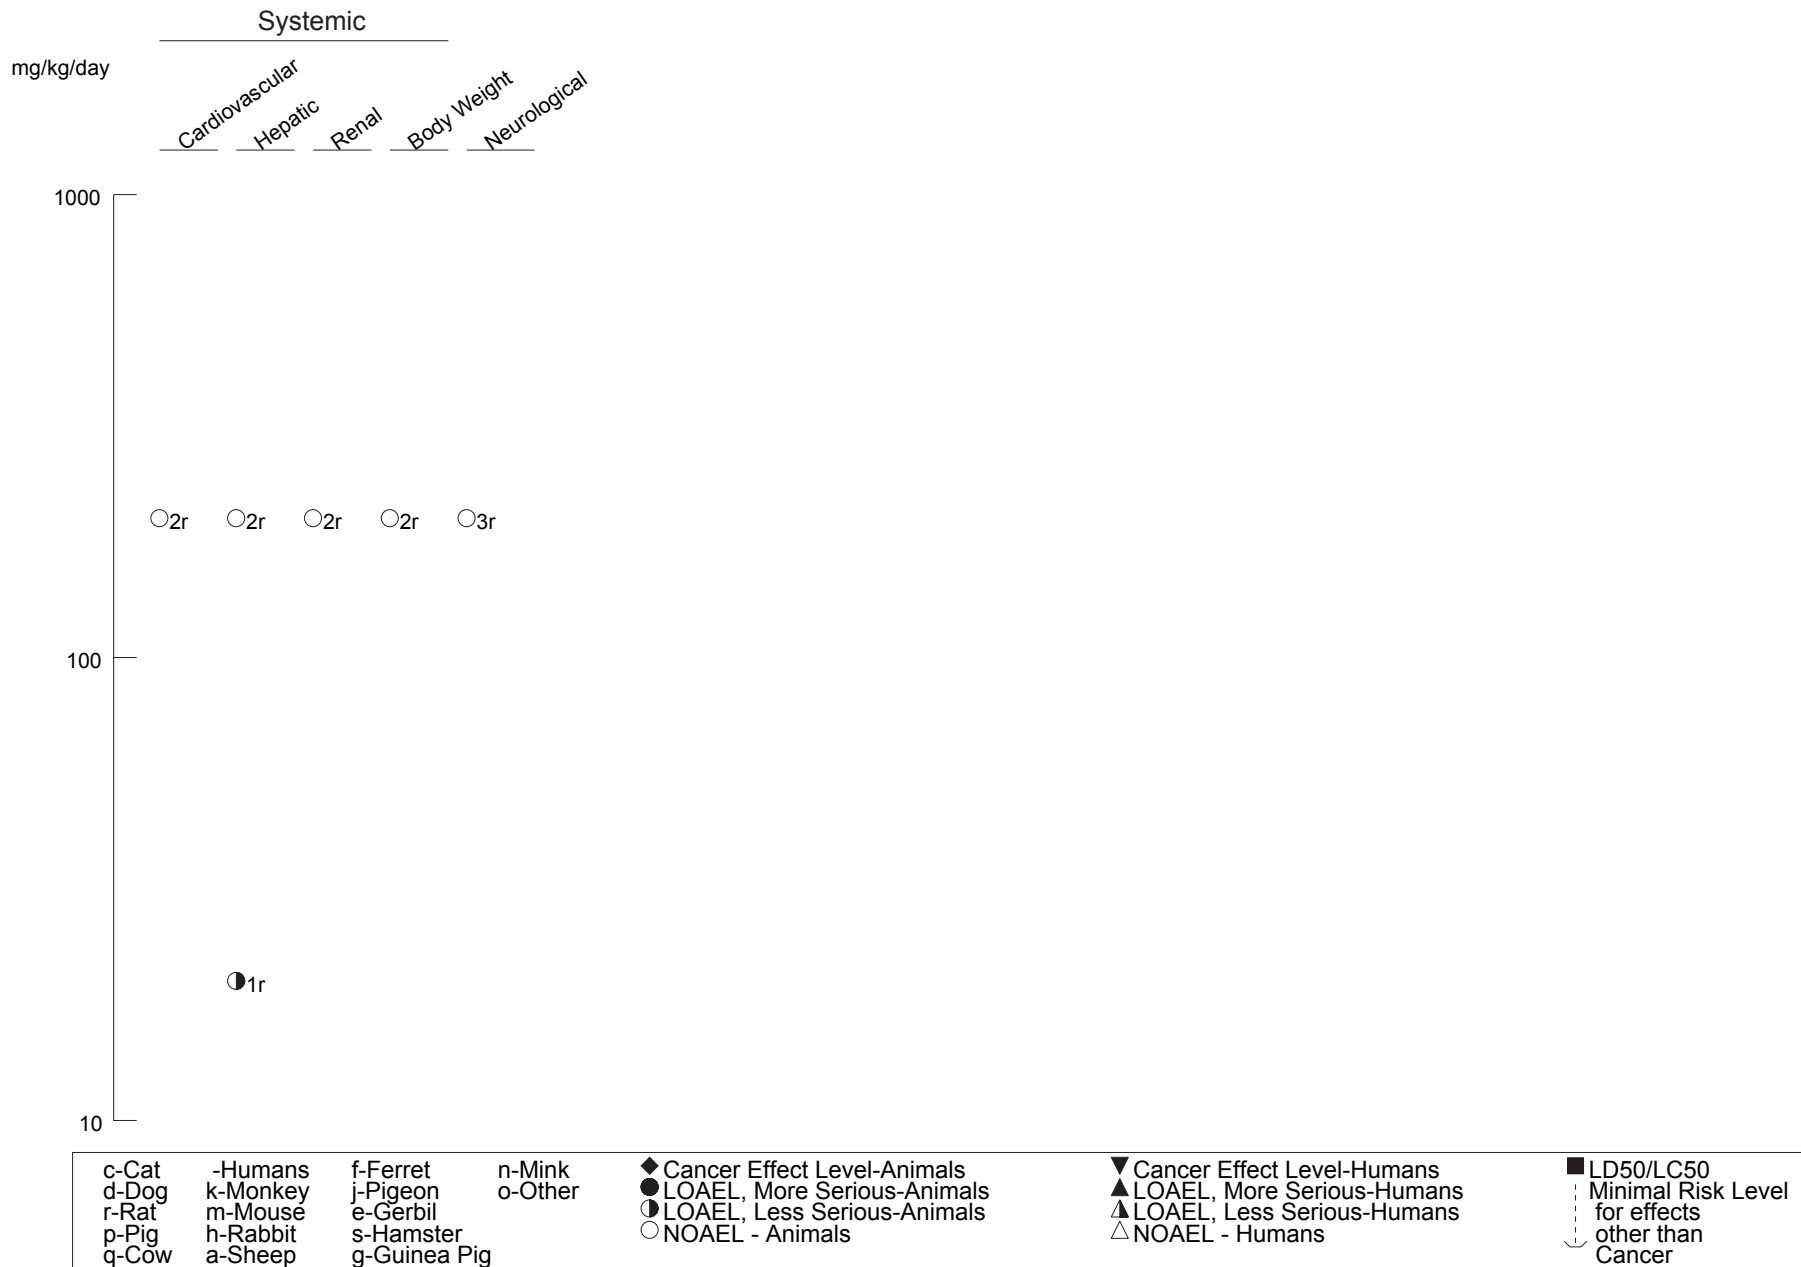 Systemic
mg/kg/day
Cardiovascular
Hepatic
Renal
Body Weight
Neurological
1000
2r 2r 2r 2r 3r
100
1r
10
c-Cat -Humans f-Ferret n-Mink Cancer Effect Level-Animals Cancer Effect Level-Humans LD50/LC50
d-Dog k-Monkey j-Pigeon o-Other LOAEL, More Serious-Animals LOAEL, More Serious-Humans Minimal Risk Level
r-Rat m-Mouse e-Gerbil LOAEL, Less Serious-Animals LOAEL, Less Serious-Humans for effects
p-Pig h-Rabbit s-Hamster NOAEL - Animals NOAEL - Humans other than
q-Cow a-Sheep g-Guinea Pig Cancer